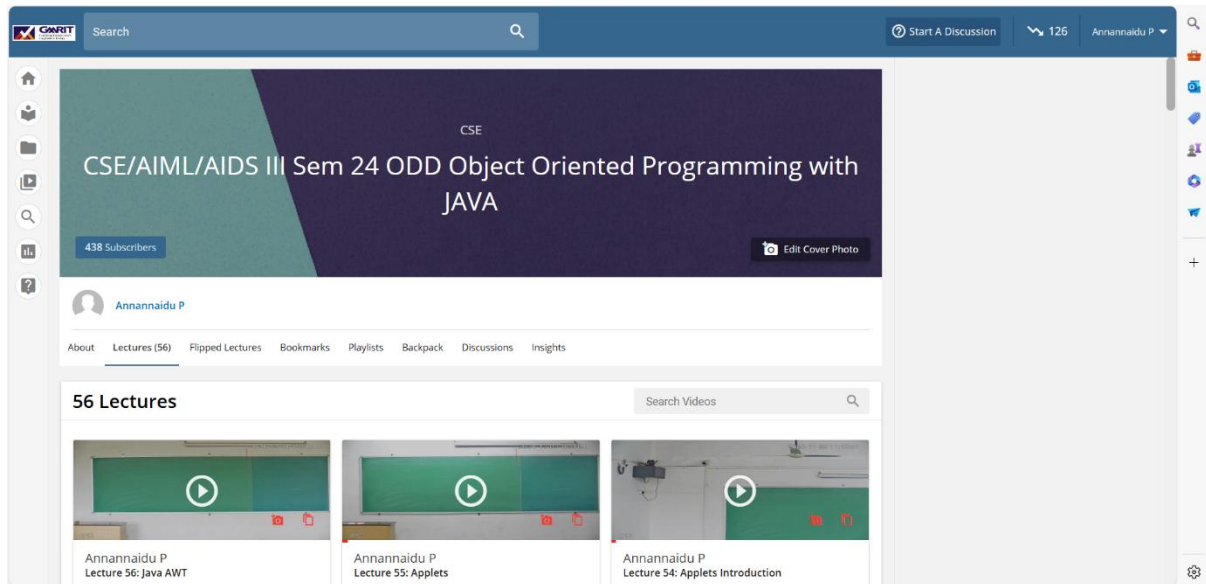 GMRIT
Search
Start A Discussion
126
Annannaidu P
CSE
CSE/AIML/AIDS III Sem 24 ODD Object Oriented Programming with
JAVA
438 Subscribers
Edit Cover Photo
Annannaidu P
About Lectures (56) Flipped Lectures Bookmarks Playlists Backpack Discussions Insights
56 Lectures
Search Videos
Annannaidu P
Lecture 56: Java AWT
Annannaidu P
Lecture 55: Applets
Annannaidu P
Lecture 54: Applets Introduction